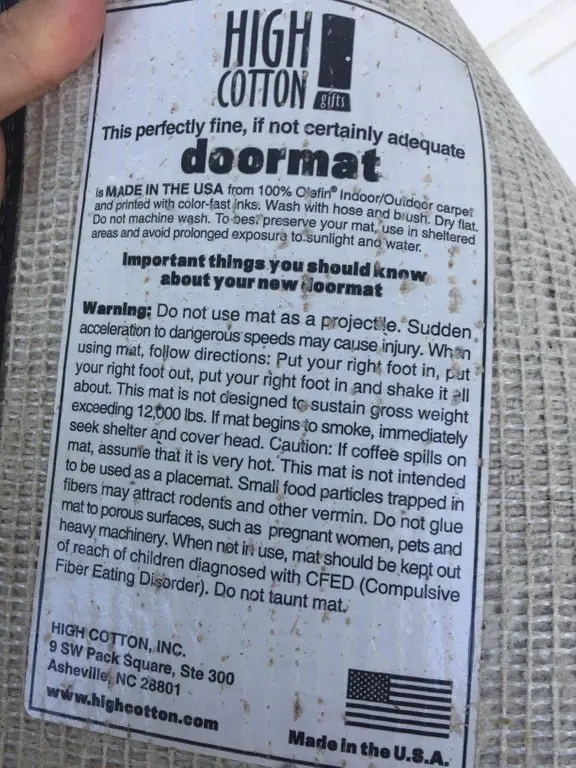 HIGH
COTTON
gifts
This perfectly fine, if not certainly adequate
doormat
is MADE IN THE USA from 100% Olefin® Indoor/Outdoor carpet
and printed with color-fast inks. Wash with hose and brush. Dry flat.
Do not machine wash. To best preserve your mat, use in sheltered
areas and avoid prolonged exposure to sunlight and water.
Important things you should know
about your new doormat
Warning: Do not use mat as a projectile. Sudden
acceleration to dangerous speeds may cause injury. When
using mat, follow directions: Put your right foot in, put
your right foot out, put your right foot in and shake it all
about. This mat is not designed to sustain gross weight
exceeding 12,000 lbs. If mat begins to smoke, immediately
seek shelter and cover head. Caution: If coffee spills on
mat, assume that it is very hot. This mat is not intended
to be used as a placemat. Small food particles trapped in
fibers may attract rodents and other vermin. Do not glue
mat to porous surfaces, such as pregnant women, pets and
heavy machinery. When not in use, mat should be kept out
of reach of children diagnosed with CFED (Compulsive
Fiber Eating Disorder). Do not taunt mat.
HIGH COTTON, INC.
9 SW Pack Square, Ste 300
Asheville, NC 28801
www.highcotton.com
Made in the U.S.A.